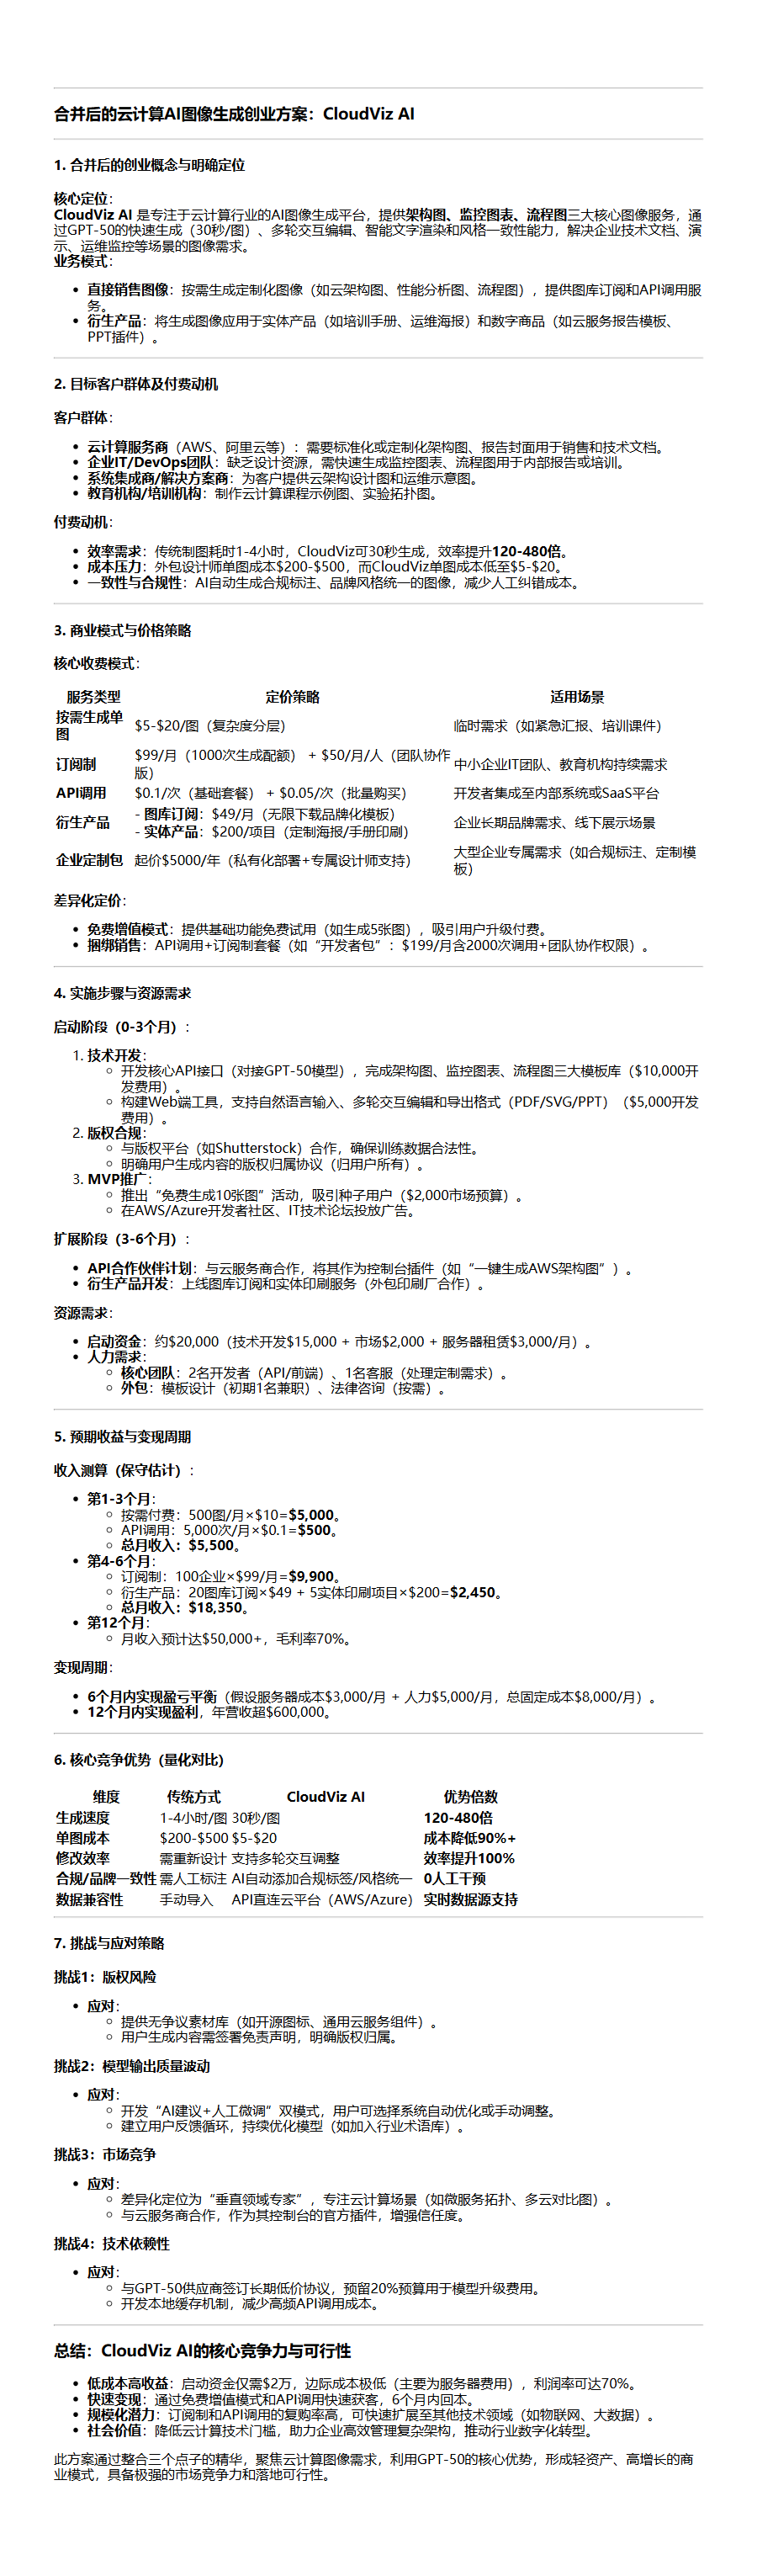 合并后的云计算AI图像生成创业方案：CloudViz AI
1. 合并后的创业概念与明确定位
核心定位：
CloudViz AI 是专注于云计算行业的AI图像生成平台，提供架构图、监控图表、流程图三大核心图像服务，通
过GPT-50的快速生成（30秒/图）、多轮交互编辑、智能文字渲染和风格一致性能力，解决企业技术文档、演
示、运维监控等场景的图像需求。
业务模式：
• 直接销售图像：按需生成定制化图像（如云架构图、性能分析图、流程图），提供图库订阅和API调用服
务。
• 衍生产品：将生成图像应用于实体产品（如培训手册、运维海报）和数字商品（如云服务报告模板、
PPT插件）。
2. 目标客户群体及付费动机
客户群体：
• 云计算服务商（AWS、阿里云等）：需要标准化或定制化架构图、报告封面用于销售和技术文档。
• 企业IT/DevOps团队：缺乏设计资源，需快速生成监控图表、流程图用于内部报告或培训。
• 系统集成商/解决方案商：为客户提供云架构设计图和运维示意图。
• 教育机构/培训机构：制作云计算课程示例图、实验拓扑图。
付费动机：
• 效率需求：传统制图耗时1-4小时，CloudViz可30秒生成，效率提升120-480倍。
• 成本压力：外包设计师单图成本$200-$500，而CloudViz单图成本低至$5-$20。
• 一致性与合规性：AI自动生成合规标注、品牌风格统一的图像，减少人工纠错成本。
3. 商业模式与价格策略
核心收费模式：
服务类型 定价策略 适用场景
按需生成单
图 $5-$20/图（复杂度分层） 临时需求（如紧急汇报、培训课件）
订阅制 $99/月（1000次生成配额） + $50/月/人（团队协作
版） 中小企业IT团队、教育机构持续需求
API调用 $0.1/次（基础套餐） + $0.05/次（批量购买） 开发者集成至内部系统或SaaS平台
衍生产品 - 图库订阅：$49/月（无限下载品牌化模板）
- 实体产品：$200/项目（定制海报/手册印刷） 企业长期品牌需求、线下展示场景
企业定制包 起价$5000/年（私有化部署+专属设计师支持） 大型企业专属需求（如合规标注、定制模
板）
差异化定价：
• 免费增值模式：提供基础功能免费试用（如生成5张图），吸引用户升级付费。
• 捆绑销售：API调用+订阅制套餐（如“开发者包”：$199/月含2000次调用+团队协作权限）。
4. 实施步骤与资源需求
启动阶段（0-3个月）：
1. 技术开发：
◦ 开发核心API接口（对接GPT-50模型），完成架构图、监控图表、流程图三大模板库（$10,000开
发费用）。
◦ 构建Web端工具，支持自然语言输入、多轮交互编辑和导出格式（PDF/SVG/PPT）（$5,000开发
费用）。
2. 版权合规：
◦ 与版权平台（如Shutterstock）合作，确保训练数据合法性。
◦ 明确用户生成内容的版权归属协议（归用户所有）。
3. MVP推广：
◦ 推出“免费生成10张图”活动，吸引种子用户（$2,000市场预算）。
◦ 在AWS/Azure开发者社区、IT技术论坛投放广告。
扩展阶段（3-6个月）：
• API合作伙伴计划：与云服务商合作，将其作为控制台插件（如“一键生成AWS架构图”）。
• 衍生产品开发：上线图库订阅和实体印刷服务（外包印刷厂合作）。
资源需求：
• 启动资金：约$20,000（技术开发$15,000 + 市场$2,000 + 服务器租赁$3,000/月）。
• 人力需求：
◦ 核心团队：2名开发者（API/前端）、1名客服（处理定制需求）。
◦ 外包：模板设计（初期1名兼职）、法律咨询（按需）。
5. 预期收益与变现周期
收入测算（保守估计）：
• 第1-3个月：
◦ 按需付费：500图/月×$10=$5,000。
◦ API调用：5,000次/月×$0.1=$500。
◦ 总月收入：$5,500。
• 第4-6个月：
◦ 订阅制：100企业×$99/月=$9,900。
◦ 衍生产品：20图库订阅×$49 + 5实体印刷项目×$200=$2,450。
◦ 总月收入：$18,350。
• 第12个月：
◦ 月收入预计达$50,000+，毛利率70%。
变现周期：
• 6个月内实现盈亏平衡（假设服务器成本$3,000/月 + 人力$5,000/月，总固定成本$8,000/月）。
• 12个月内实现盈利，年营收超$600,000。
6. 核心竞争优势（量化对比）
维度 传统方式 CloudViz AI 优势倍数
生成速度 1-4小时/图 30秒/图 120-480倍
单图成本 $200-$500 $5-$20 成本降低90%+
修改效率 需重新设计 支持多轮交互调整 效率提升100%
合规/品牌一致性 需人工标注 AI自动添加合规标签/风格统一 0人工干预
数据兼容性 手动导入 API直连云平台（AWS/Azure） 实时数据源支持
7. 挑战与应对策略
挑战1：版权风险
• 应对：
◦ 提供无争议素材库（如开源图标、通用云服务组件）。
◦ 用户生成内容需签署免责声明，明确版权归属。
挑战2：模型输出质量波动
• 应对：
◦ 开发“AI建议+人工微调”双模式，用户可选择系统自动优化或手动调整。
◦ 建立用户反馈循环，持续优化模型（如加入行业术语库）。
挑战3：市场竞争
• 应对：
◦ 差异化定位为“垂直领域专家”，专注云计算场景（如微服务拓扑、多云对比图）。
◦ 与云服务商合作，作为其控制台的官方插件，增强信任度。
挑战4：技术依赖性
• 应对：
◦ 与GPT-50供应商签订长期低价协议，预留20%预算用于模型升级费用。
◦ 开发本地缓存机制，减少高频API调用成本。
总结：CloudViz AI的核心竞争力与可行性
• 低成本高收益：启动资金仅需$2万，边际成本极低（主要为服务器费用），利润率可达70%。
• 快速变现：通过免费增值模式和API调用快速获客，6个月内回本。
• 规模化潜力：订阅制和API调用的复购率高，可快速扩展至其他技术领域（如物联网、大数据）。
• 社会价值：降低云计算技术门槛，助力企业高效管理复杂架构，推动行业数字化转型。
此方案通过整合三个点子的精华，聚焦云计算图像需求，利用GPT-50的核心优势，形成轻资产、高增长的商
业模式，具备极强的市场竞争力和落地可行性。